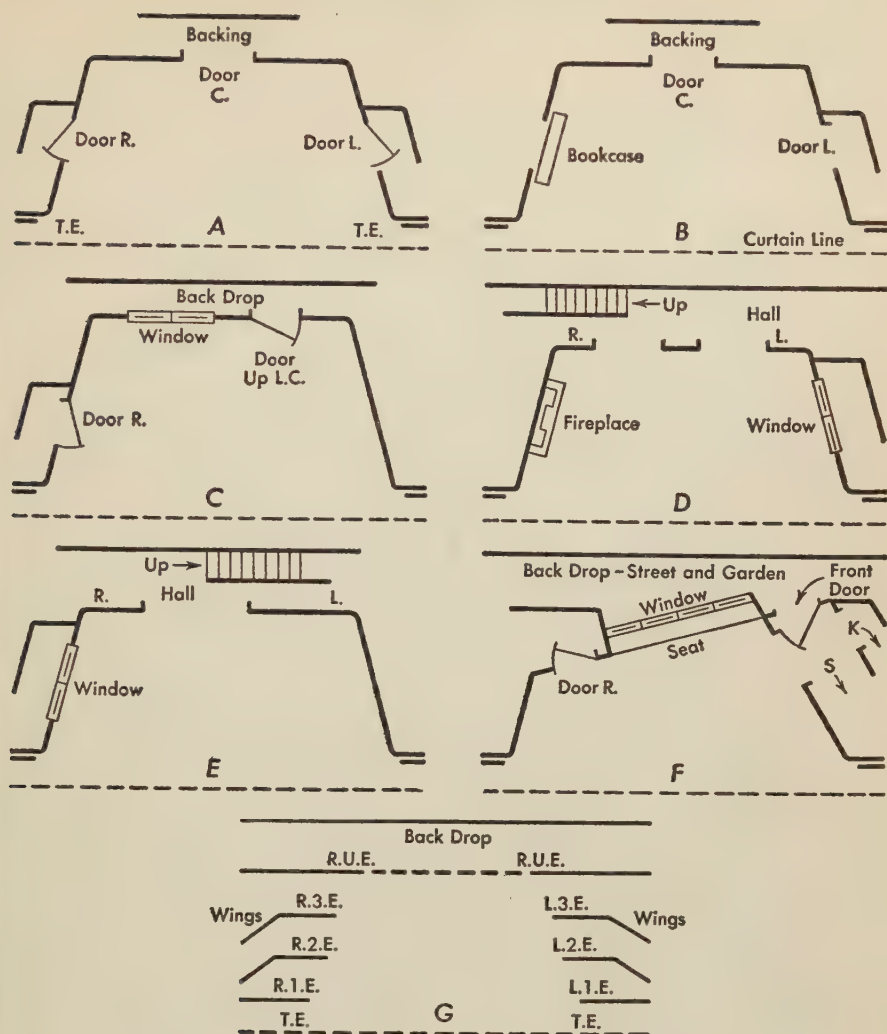 Backing
Door
C.
Door R.
Door L.
T.E.
A
T.E.
Backing
Door
C.
Bookcase
Door L.
B
Curtain Line
Back Drop
Window
Door
Up L.C.
Door R.
C
Up
Hall
R.
L.
Fireplace
Window
D
Up
Hall
R.
L.
Window
E
Back Drop – Street and Garden
Front
Door
Window
K
Seat
S
Door R.
F
Back Drop
R.U.E.
R.U.E.
Wings
R.3.E.
L.3.E.
Wings
R.2.E.
L.2.E.
R.1.E.
L.1.E.
T.E.
G
T.E.